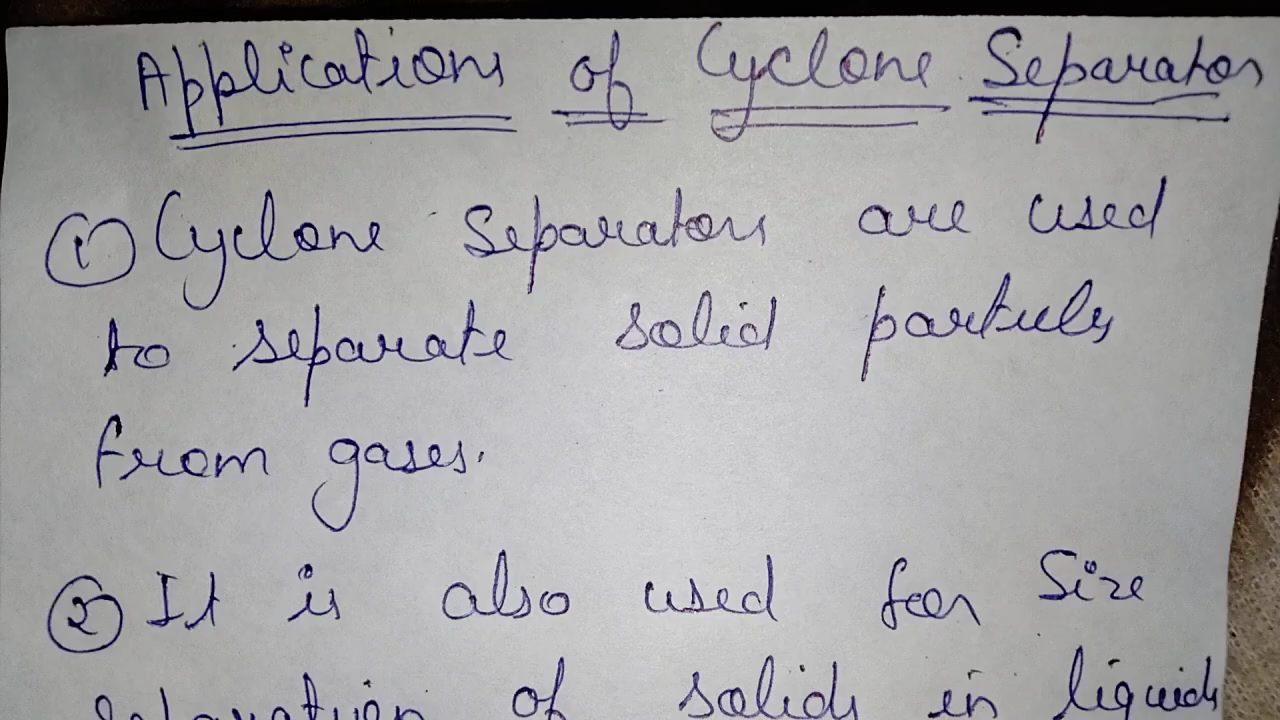 Applications of Cyclone Separator
① Cyclone Separators are used
to separate solid particles
from gases.
② It is also used for Size
separation of solids in liquids